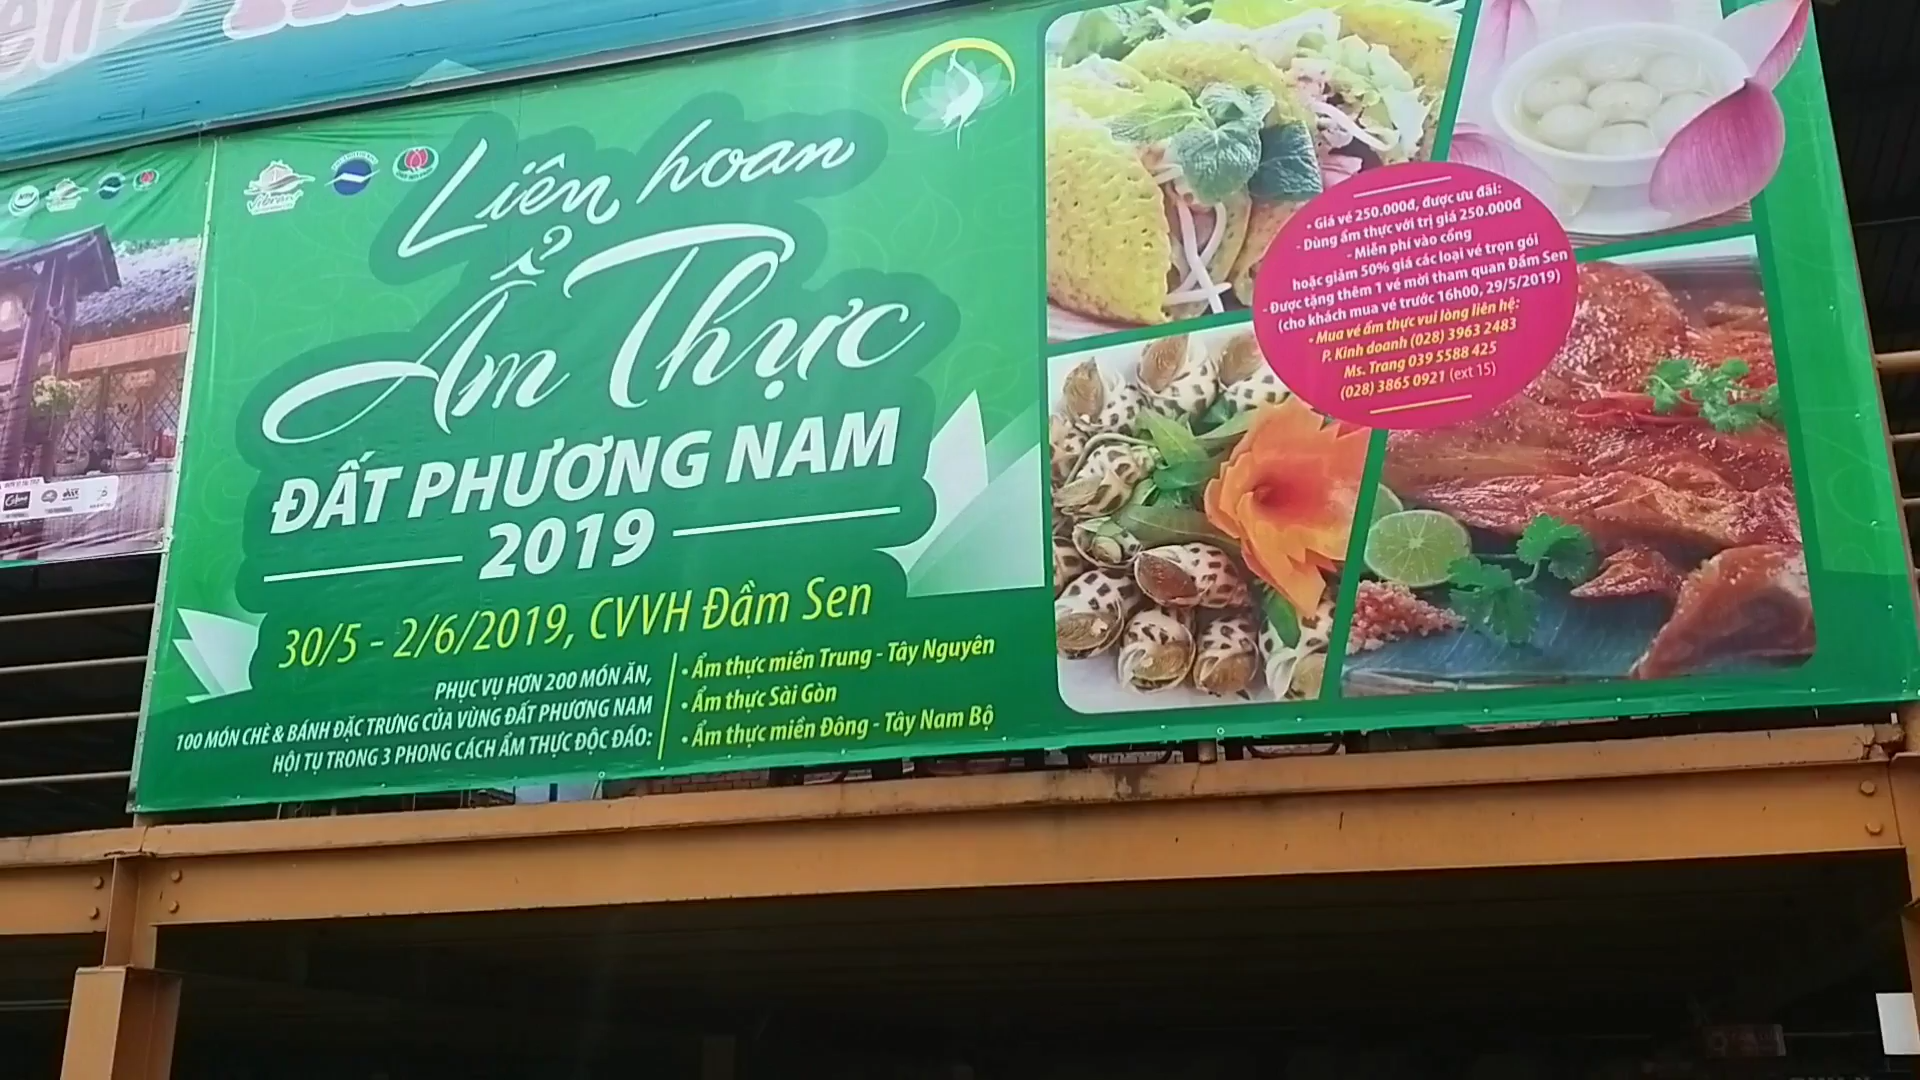 Vibrant
Liên hoan
Ẩm Thực
ĐẤT PHƯƠNG NAM
2019
30/5 - 2/6/2019, CVVH Đầm Sen
PHỤC VỤ HƠN 200 MÓN ĂN,
100 MÓN CHÈ & BÁNH ĐẶC TRƯNG CỦA VÙNG ĐẤT PHƯƠNG NAM
HỘI TỤ TRONG 3 PHONG CÁCH ẨM THỰC ĐỘC ĐÁO:
• Ẩm thực miền Trung - Tây Nguyên
• Ẩm thực Sài Gòn
• Ẩm thực miền Đông - Tây Nam Bộ
• Giá vé 250.000đ, được ưu đãi:
- Dùng ẩm thực với trị giá 250.000đ
- Miễn phí vào cổng
hoặc giảm 50% giá các loại vé trọn gói
- Được tặng thêm 1 vé mời tham quan Đầm Sen
(cho khách mua vé trước 16h00, 29/5/2019)
• Mua vé ẩm thực vui lòng liên hệ:
P. Kinh doanh (028) 3963 2483
Ms. Trang 039 5588 425
(028) 3865 0921 (ext 15)